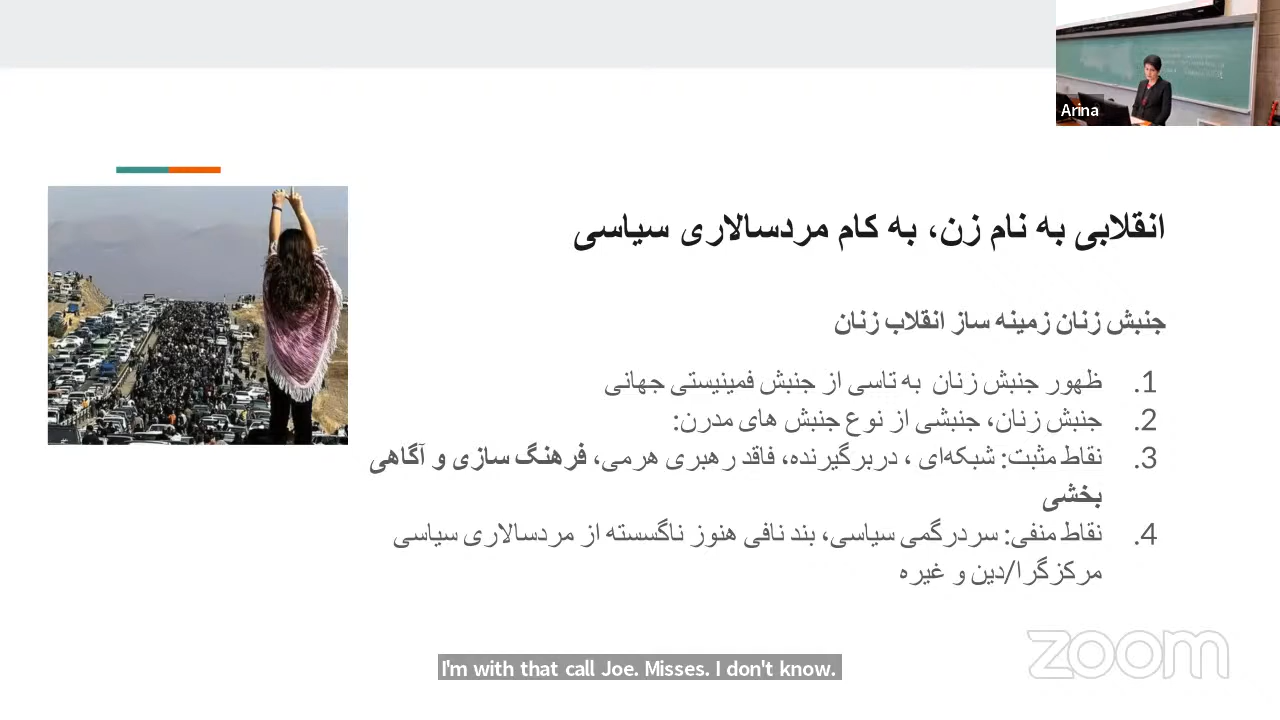 Arina
انقلابی به نام زن، به کام مردسالاری سیاسی
جنبش زنان زمینه ساز انقلاب زنان
1. ظهور جنبش زنان به تاسی از جنبش فمینیستی جهانی
2. جنبش زنان، جنبشی از نوع جنبش های مدرن:
3. نقاط مثبت: شبکه‌ای ، دربرگیرنده، فاقد رهبری هرمی، فرهنگ سازی و آگاهی
بخشی
4. نقاط منفی: سردرگمی سیاسی، بند نافی هنوز ناگسسته از مردسالاری سیاسی
مرکزگرا/دین و غیره
zoom
I'm with that call Joe. Misses. I don't know.